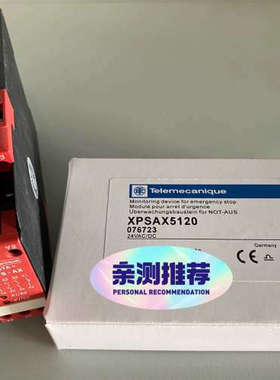 Telemecanique
Monitoring device for emergency stop
Module pour arret d'urgence
Überwachungsbaustein für NOT-AUS
XPSAX5120
076723
24VAC/DC
Germany
亲测推荐
PERSONAL RECOMMENDATION